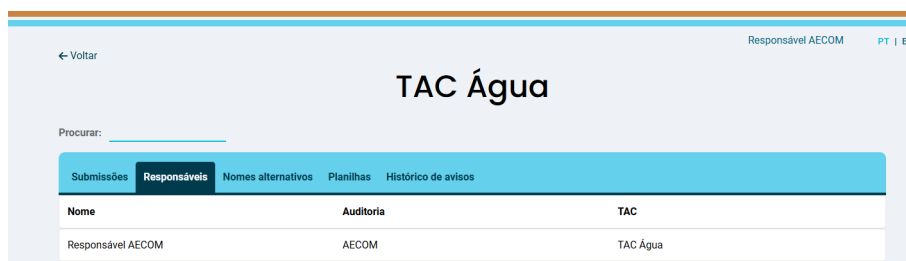 Responsável AECOM PT |
← Voltar
TAC Água
Procurar:
Submissões Responsáveis Nomes alternativos Planilhas Histórico de avisos
Nome Auditoria TAC
Responsável AECOM AECOM TAC Água